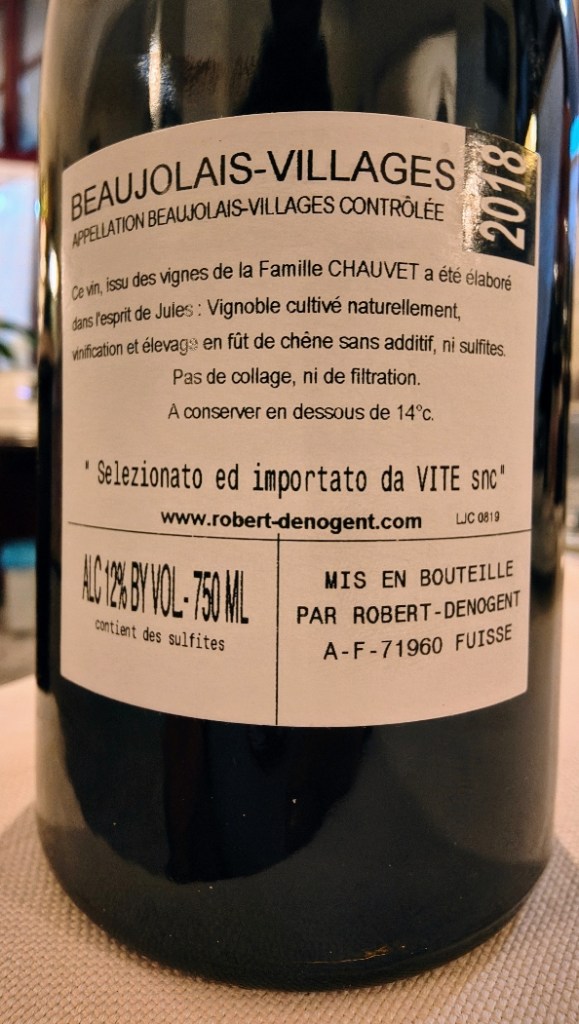 BEAUJOLAIS-VILLAGES
2018
APPELLATION BEAUJOLAIS-VILLAGES CONTRÔLÉE
Ce vin, issu des vignes de la Famille CHAUVET a été élaboré
dans l'esprit de Jules : Vignoble cultivé naturellement,
vinification et élevage en fût de chêne sans additif, ni sulfites.
Pas de collage, ni de filtration.
A conserver en dessous de 14°c.
" Selezionato ed importato da VITE snc"
www.robert-denogent.com LJC 0819
ALC 12% BY VOL - 750 ML
contient des sulfites
MIS EN BOUTEILLE
PAR ROBERT-DENOGENT
A-F-71960 FUISSE